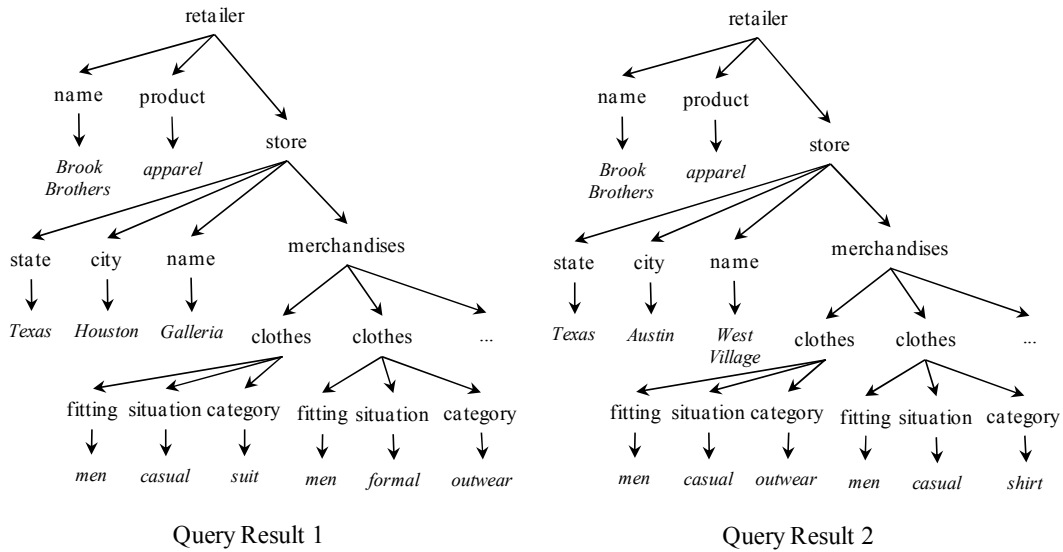 retailer
name product
store
Brook
Brothers
apparel
state city name merchandises
Texas Houston Galleria
clothes clothes ...
fitting situation category fitting situation category
men casual suit men formal outwear
Query Result 1
retailer
name product
store
Brook
Brothers
apparel
state city name merchandises
Texas Austin West
Village
clothes clothes ...
fitting situation category fitting situation category
men casual outwear men casual shirt
Query Result 2